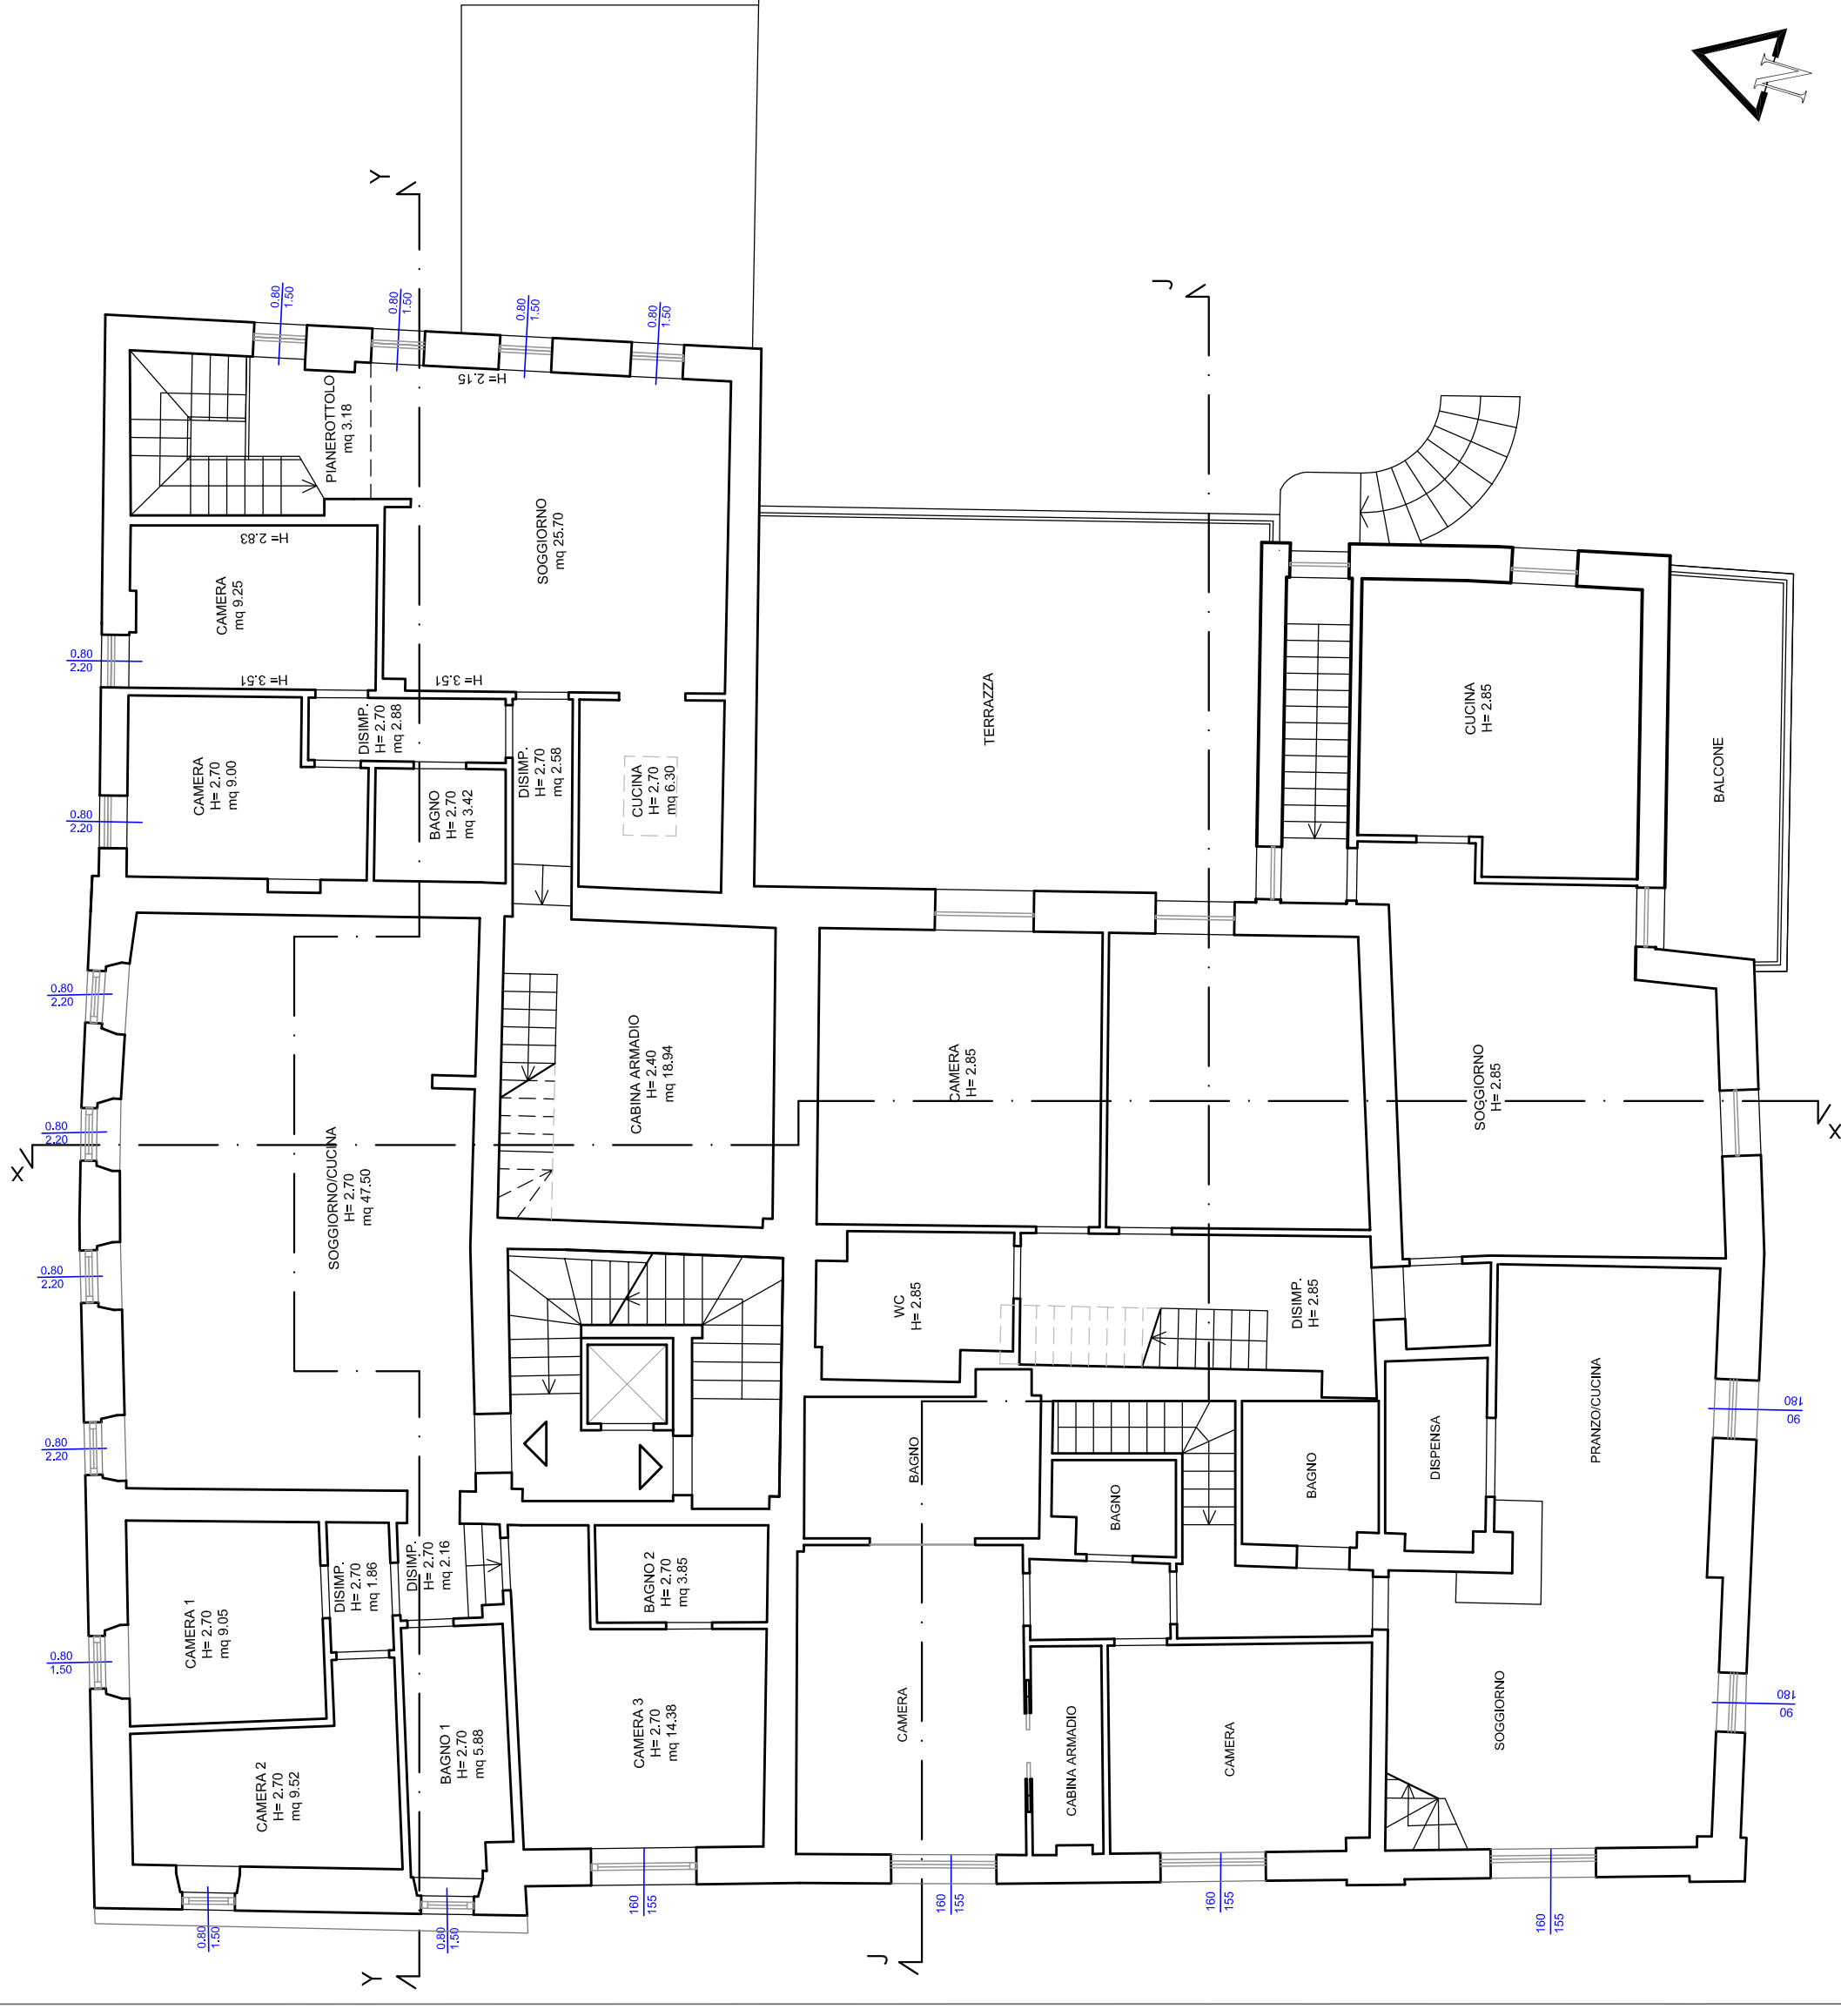 N
Y
J
0.80
1.50
0.80
1.50
0.80
1.50
0.80
1.50
H= 2.15
PIANEROTTOLO
mq 3.18
SOGGIORNO
mq 25.70
H= 2.83
CAMERA
mq 9.25
H= 3.51
H= 3.51
0.80
2.20
DISIMP.
H= 2.70
mq 2.88
CAMERA
H= 2.70
mq 9.00
0.80
2.20
BAGNO
H= 2.70
mq 3.42
DISIMP.
H= 2.70
mq 2.58
CUCINA
H= 2.70
mq 6.30
TERRAZZA
CUCINA
H= 2.85
BALCONE
0.80
2.20
0.80
2.20
X
SOGGIORNO/CUCINA
H= 2.70
mq 47.50
CABINA ARMADIO
H= 2.40
mq 18.94
CAMERA
H= 2.85
SOGGIORNO
H= 2.85
X
0.80
2.20
0.80
2.20
WC
H= 2.85
DISIMP.
H= 2.85
BAGNO
BAGNO
BAGNO
DISPENSA
PRANZO/CUCINA
180
90
CAMERA 1
H= 2.70
mq 9.05
0.80
1.50
DISIMP.
H= 2.70
mq 1.86
DISIMP.
H= 2.70
mq 2.16
BAGNO 2
H= 2.70
mq 3.85
CAMERA 2
H= 2.70
mq 9.52
BAGNO 1
H= 2.70
mq 5.88
CAMERA 3
H= 2.70
mq 14.38
CAMERA
CABINA ARMADIO
CAMERA
SOGGIORNO
180
90
0.80
1.50
0.80
1.50
160
155
160
155
160
155
160
155
Y
J